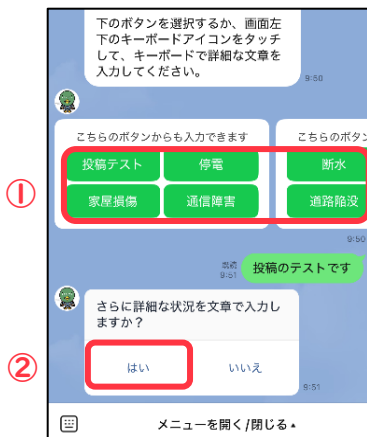 下のボタンを選択するか、画面左
下のキーボードアイコンをタッチ
して、キーボードで詳細な文章を
入力してください。
9:50
こちらのボタンからも入力できます
こちらのボタン
①
投稿テスト
停電
断水
家屋損傷
通信障害
道路陥没
9:50
既読
9:51
投稿のテストです
さらに詳細な状況を文章で入力し
ますか？
②
はい
いいえ
9:51
メニューを開く/閉じる▲